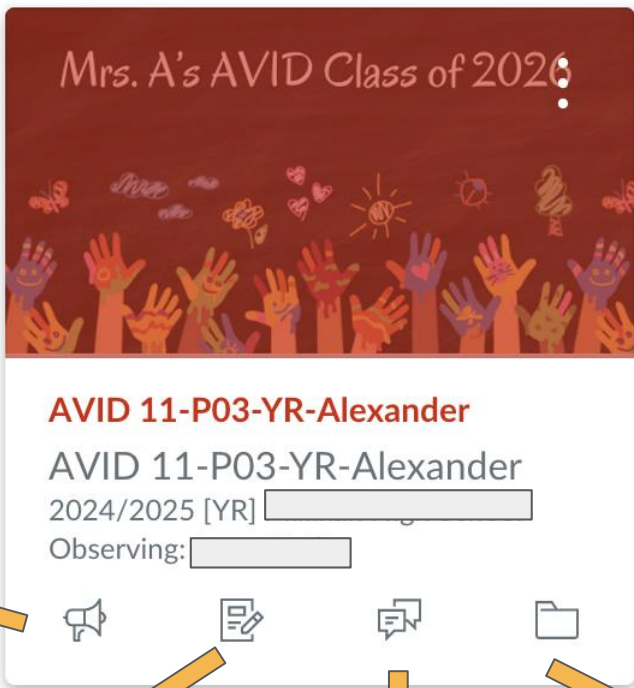 Mrs. A's AVID Class of 2026
AVID 11-P03-YR-Alexander
AVID 11-P03-YR-Alexander
2024/2025 [YR]
Observing: